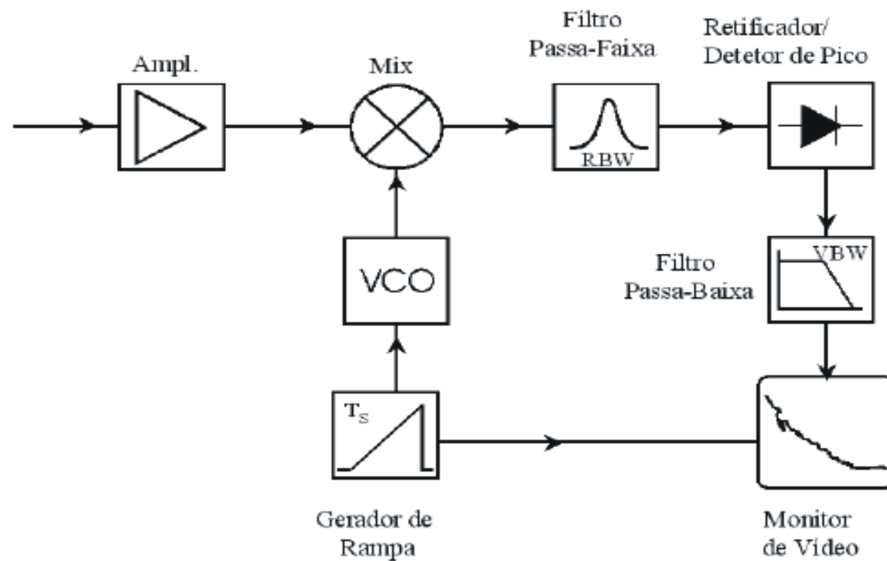 Filtro
Passa-Faixa
Retificador/
Detetor de Pico
Ampl.
Mix
RBW
VCO
Filtro
Passa-Baixa
VBW
T_S
Gerador de
Rampa
Monitor
de Vídeo